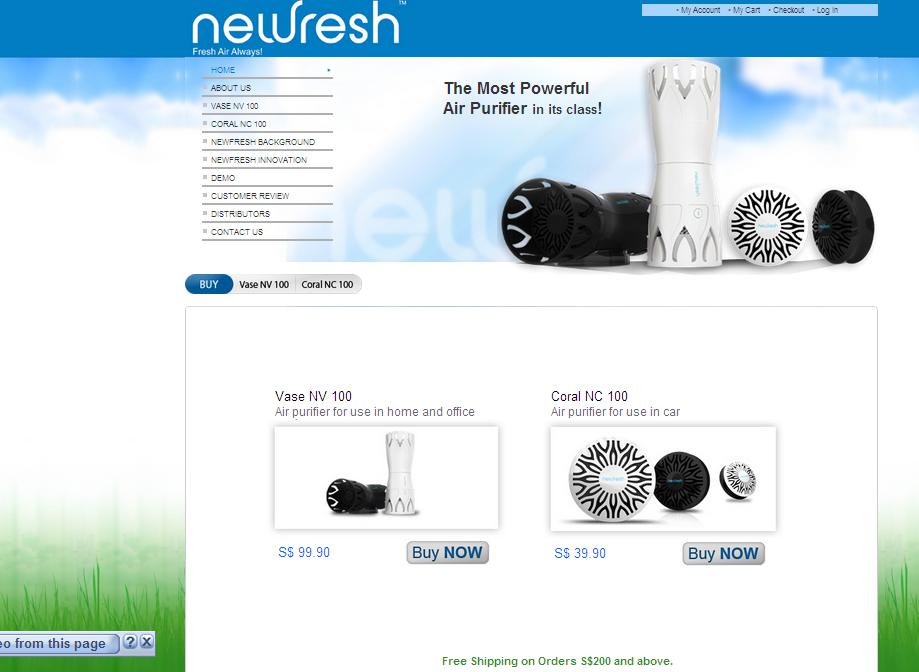 newfresh™
Fresh Air Always!
My Account My Cart Checkout Log In
HOME
ABOUT US
VASE NV 100
CORAL NC 100
NEWFRESH BACKGROUND
NEWFRESH INNOVATION
DEMO
CUSTOMER REVIEW
DISTRIBUTORS
CONTACT US
The Most Powerful
Air Purifier in its class!
new
newfresh
newfresh
BUY Vase NV 100 Coral NC 100
Vase NV 100
Air purifier for use in home and office
S$ 99.90
Buy NOW
Coral NC 100
Air purifier for use in car
newfresh
S$ 39.90
Buy NOW
eo from this page ? X
Free Shipping on Orders S$200 and above.